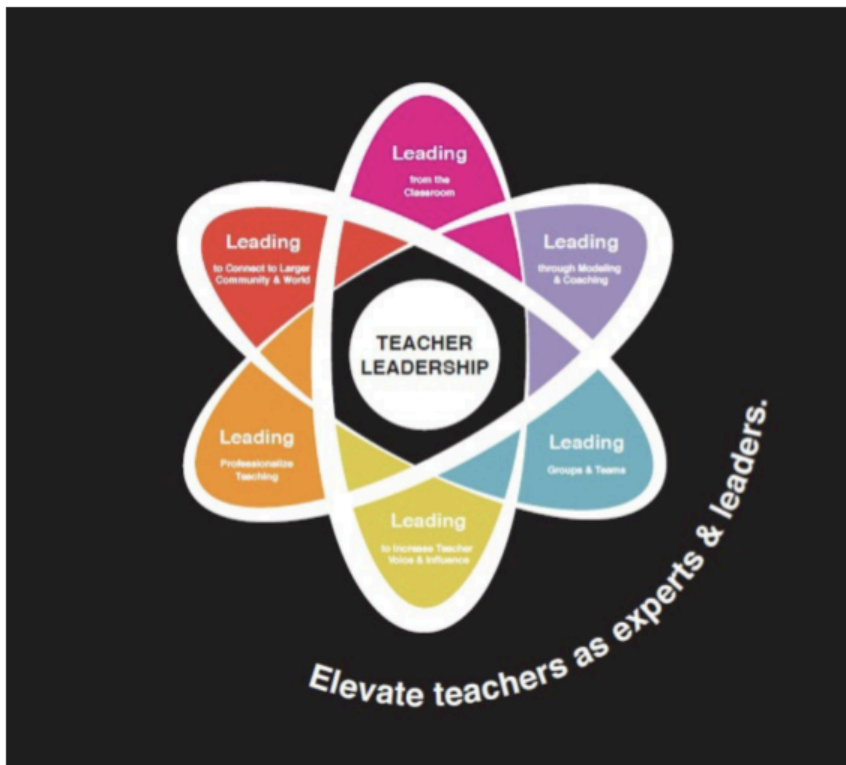 Leading
from the
Classroom
Leading
through Modeling
& Coaching
Leading
Groups & Teams
Leading
to Increase Teacher
Voice & Influence
Leading
Professionalize
Teaching
Leading
to Connect to Larger
Community & World
TEACHER
LEADERSHIP
Elevate teachers as experts & leaders.